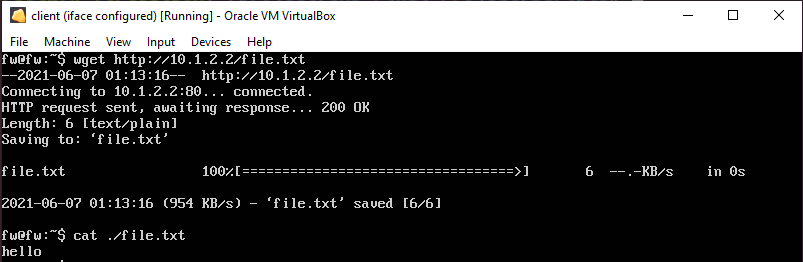 client (iface configured) [Running] - Oracle VM VirtualBox
File Machine View Input Devices Help
fw@fw:~$ wget http://10.1.2.2/file.txt
--2021-06-07 01:13:16-- http://10.1.2.2/file.txt
Connecting to 10.1.2.2:80... connected.
HTTP request sent, awaiting response... 200 OK
Length: 6 [text/plain]
Saving to: ‘file.txt’
file.txt 100%[==================================>] 6 --.-KB/s in 0s
2021-06-07 01:13:16 (954 KB/s) - ‘file.txt’ saved [6/6]
fw@fw:~$ cat ./file.txt
hello